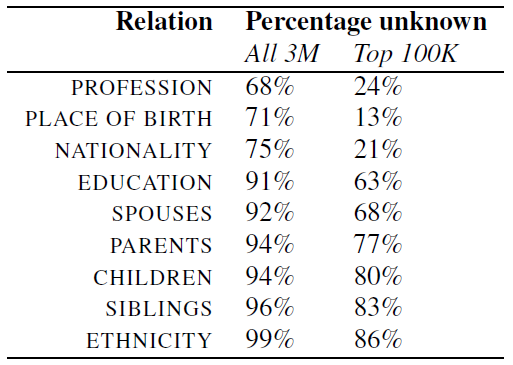 Relation Percentage unknown
All 3M Top 100K
PROFESSION 68% 24%
PLACE OF BIRTH 71% 13%
NATIONALITY 75% 21%
EDUCATION 91% 63%
SPOUSES 92% 68%
PARENTS 94% 77%
CHILDREN 94% 80%
SIBLINGS 96% 83%
ETHNICITY 99% 86%